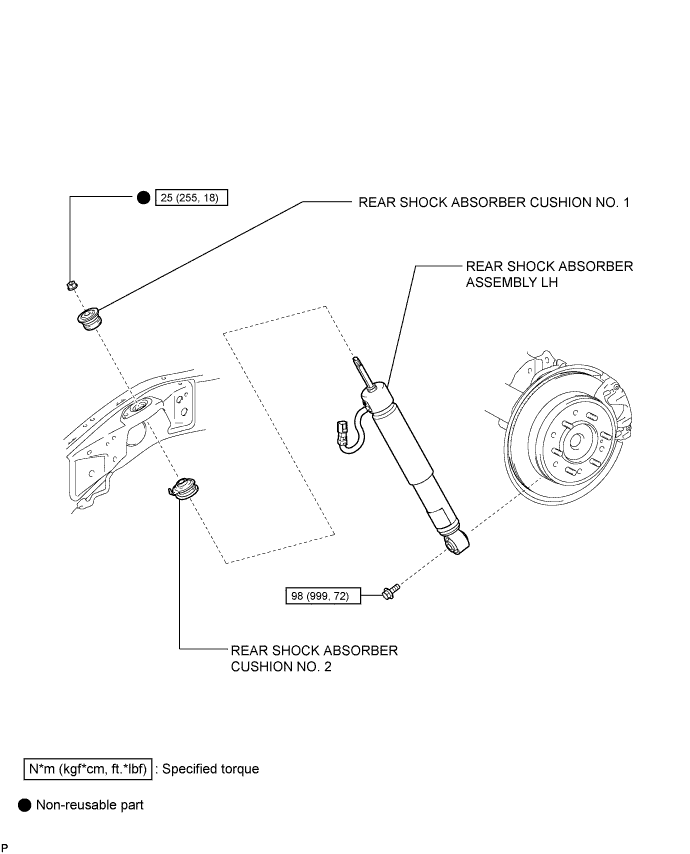 25 (255, 18)
REAR SHOCK ABSORBER CUSHION NO. 1
REAR SHOCK ABSORBER
ASSEMBLY LH
98 (999, 72)
REAR SHOCK ABSORBER
CUSHION NO. 2
N*m (kgf*cm, ft.*lbf) : Specified torque
Non-reusable part
P